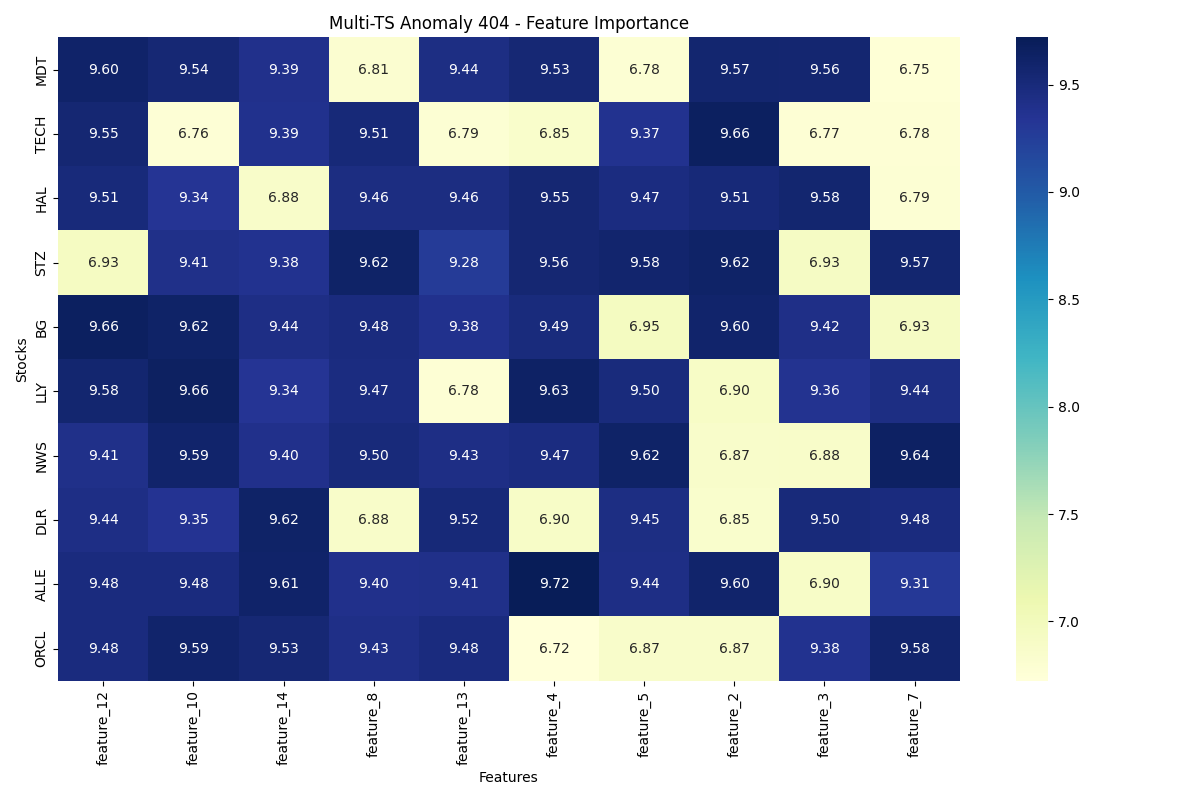 Multi-TS Anomaly 404 - Feature Importance
MDT 9.60 9.54 9.39 6.81 9.44 9.53 6.78 9.57 9.56 6.75
TECH 9.55 6.76 9.39 9.51 6.79 6.85 9.37 9.66 6.77 6.78
HAL 9.51 9.34 6.88 9.46 9.46 9.55 9.47 9.51 9.58 6.79
STZ 6.93 9.41 9.38 9.62 9.28 9.56 9.58 9.62 6.93 9.57
BG 9.66 9.62 9.44 9.48 9.38 9.49 6.95 9.60 9.42 6.93
LLY 9.58 9.66 9.34 9.47 6.78 9.63 9.50 6.90 9.36 9.44
NWS 9.41 9.59 9.40 9.50 9.43 9.47 9.62 6.87 6.88 9.64
DLR 9.44 9.35 9.62 6.88 9.52 6.90 9.45 6.85 9.50 9.48
ALLE 9.48 9.48 9.61 9.40 9.41 9.72 9.44 9.60 6.90 9.31
ORCL 9.48 9.59 9.53 9.43 9.48 6.72 6.87 6.87 9.38 9.58
Stocks
feature_12 feature_10 feature_14 feature_8 feature_13 feature_4 feature_5 feature_2 feature_3 feature_7
Features
9.5
9.0
8.5
8.0
7.5
7.0